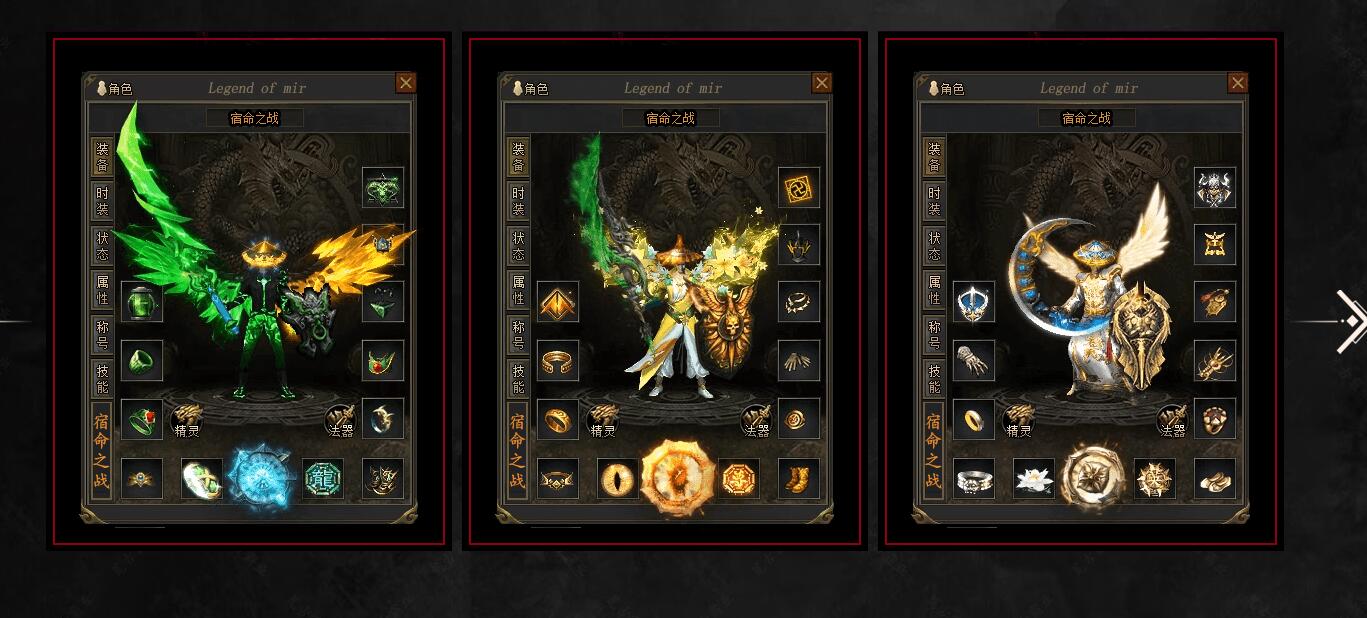 角色
Legend of mir
宿命之战
装备
时装
状态
属性
称号
技能
宿命之战
精灵
法器
龍
角色
Legend of mir
宿命之战
装备
时装
状态
属性
称号
技能
宿命之战
精灵
法器
角色
Legend of mir
宿命之战
装备
时装
状态
属性
称号
技能
宿命之战
精灵
法器